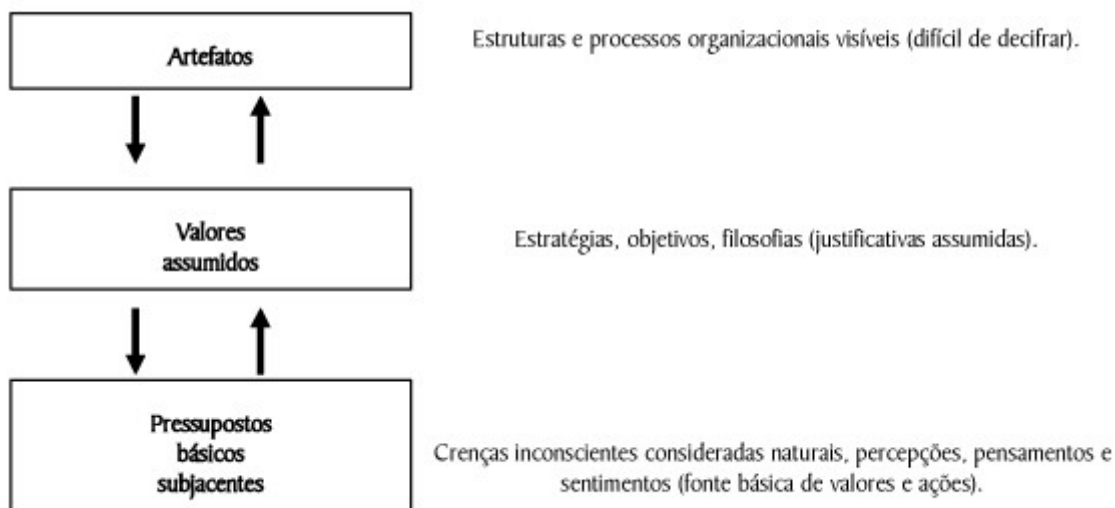 Artefatos
Estruturas e processos organizacionais visíveis (difícil de decifrar).
Valores
assumidos
Estratégias, objetivos, filosofias (justificativas assumidas).
Pressupostos
básicos
subjacentes
Crenças inconscientes consideradas naturais, percepções, pensamentos e
sentimentos (fonte básica de valores e ações).